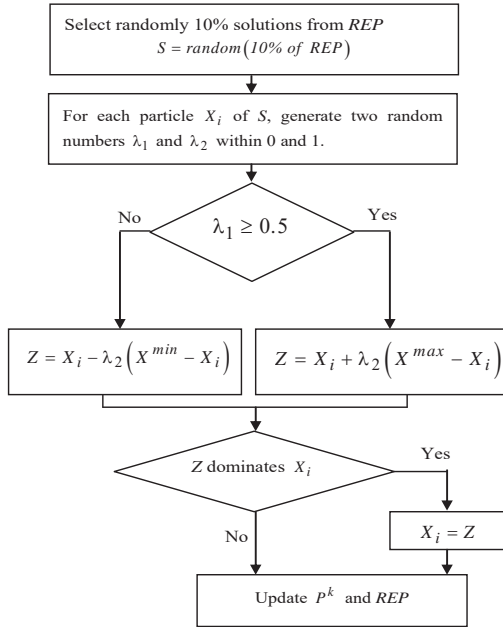 Select randomly 10% solutions from REP
S = random(10% of REP)
For each particle X_i of S, generate two random
numbers λ_1 and λ_2 within 0 and 1.
No
Yes
λ_1 ≥ 0.5
Z = X_i − λ_2(X^min − X_i)
Z = X_i + λ_2(X^max − X_i)
Z dominates X_i
Yes
No
X_i = Z
Update P^k and REP